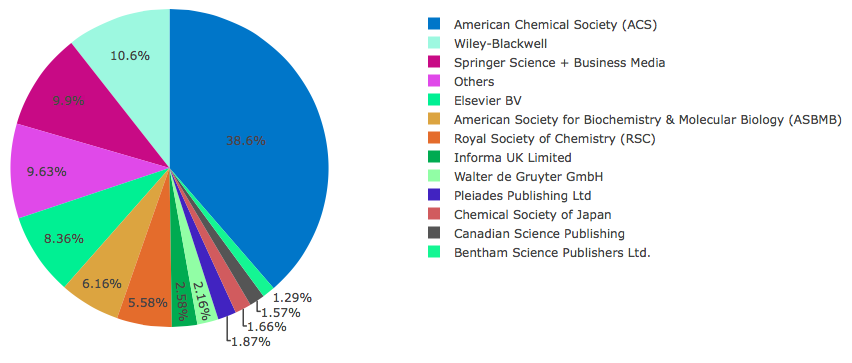 10.6%
9.9%
38.6%
9.63%
8.36%
6.16%
5.58%
2.58%
2.16%
1.29%
1.57%
1.66%
1.87%
American Chemical Society (ACS)
Wiley-Blackwell
Springer Science + Business Media
Others
Elsevier BV
American Society for Biochemistry & Molecular Biology (ASBMB)
Royal Society of Chemistry (RSC)
Informa UK Limited
Walter de Gruyter GmbH
Pleiades Publishing Ltd
Chemical Society of Japan
Canadian Science Publishing
Bentham Science Publishers Ltd.